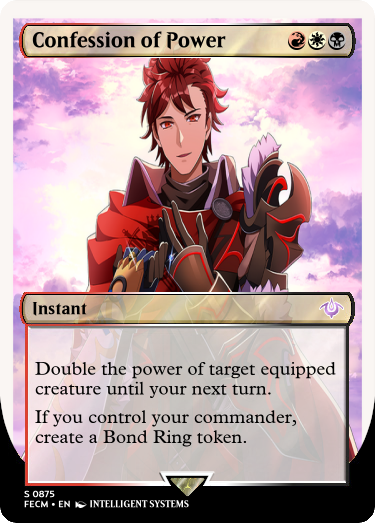 Confession of Power
Instant
Double the power of target equipped
creature until your next turn.
If you control your commander,
create a Bond Ring token.
S 0875
FECM • EN INTELLIGENT SYSTEMS